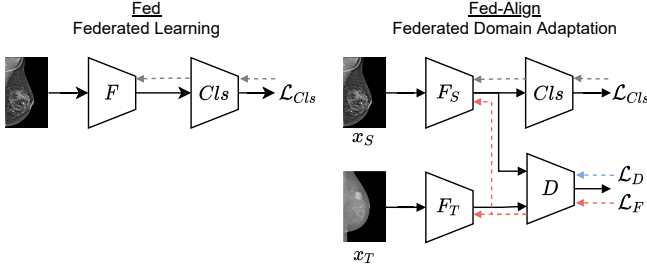 Fed
Federated Learning
F
Cls
ℒ_Cls
Fed-Align
Federated Domain Adaptation
F_S
Cls
ℒ_Cls
x_S
D
ℒ_D
ℒ_F
F_T
x_T